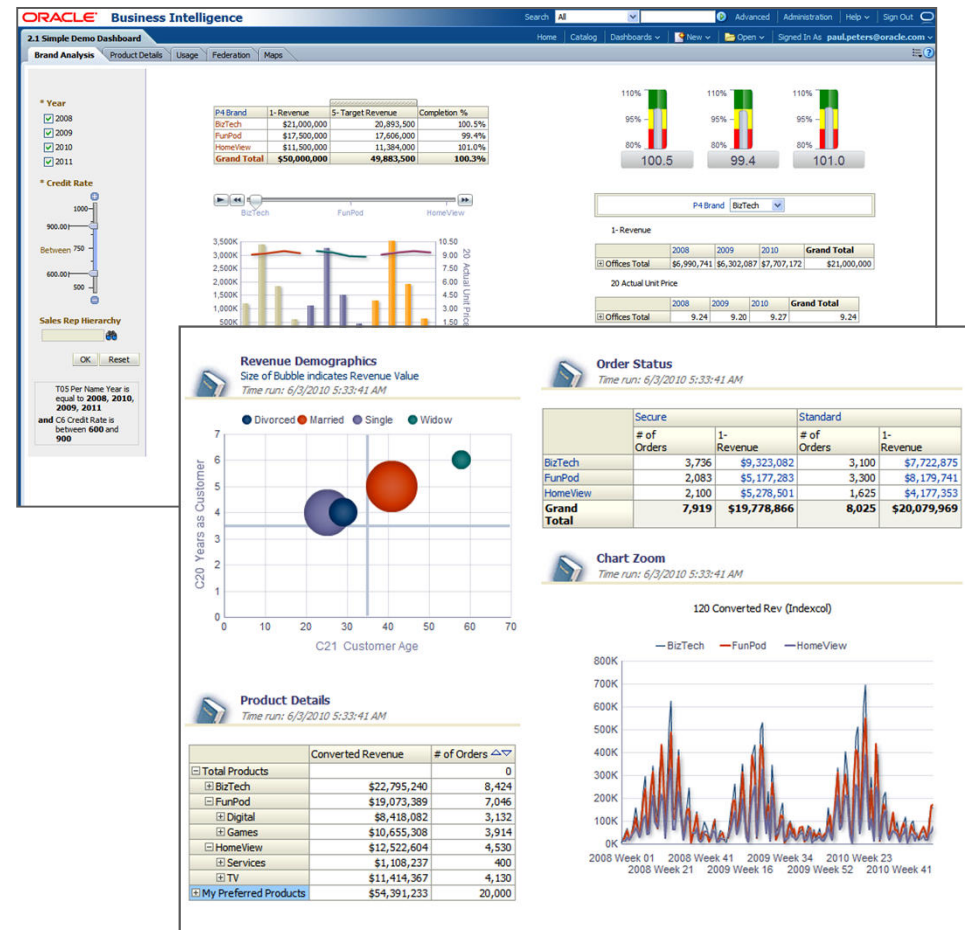 ORACLE Business Intelligence
Search All Advanced Administration Help Sign Out
2.1 Simple Demo Dashboard
Home Catalog Dashboards New Open Signed In As paul.peters@oracle.com
Brand Analysis Product Details Usage Federation Maps
* Year
2008
2009
2010
2011
* Credit Rate
1000
900.001
Between 750
600.001
500
Sales Rep Hierarchy
OK Reset
T05 Per Name Year is
equal to 2008, 2010,
2009, 2011
and C6 Credit Rate is
between 600 and
900
P4 Brand 1- Revenue 5- Target Revenue Completion %
BizTech $21,000,000 20,893,500 100.5%
FunPod $17,500,000 17,606,000 99.4%
HomeView $11,500,000 11,384,000 101.0%
Grand Total $50,000,000 49,883,500 100.3%
BizTech FunPod HomeView
3,500K 10.50
3,000K 9.00
2,500K 7.50
2,000K 6.00
1,500K 4.50
1,000K 3.00
500K 1.50
20 Actual Unit Price
110% 110% 110%
95% 95% 95%
80% 80% 80%
100.5 99.4 101.0
P4 Brand BizTech
1- Revenue
2008 2009 2010 Grand Total
Offices Total $6,990,741 $6,302,087 $7,707,172 $21,000,000
20 Actual Unit Price
2008 2009 2010 Grand Total
Offices Total 9.24 9.20 9.27 9.24
Revenue Demographics
Size of Bubble indicates Revenue Value
Time run: 6/3/2010 5:33:41 AM
Divorced Married Single Widow
C20 Years as Customer
7
6
5
4
3
2
1
0
0 10 20 30 40 50 60 70
C21 Customer Age
Order Status
Time run: 6/3/2010 5:33:41 AM
Secure Standard
# of Orders 1- Revenue # of Orders 1- Revenue
BizTech 3,736 $9,323,082 3,100 $7,722,875
FunPod 2,083 $5,177,283 3,300 $8,179,741
HomeView 2,100 $5,278,501 1,625 $4,177,353
Grand Total 7,919 $19,778,866 8,025 $20,079,969
Product Details
Time run: 6/3/2010 5:33:41 AM
Converted Revenue # of Orders
Total Products 0
BizTech $22,795,240 8,424
FunPod $19,073,389 7,046
Digital $8,418,082 3,132
Games $10,655,308 3,914
HomeView $12,522,604 4,530
Services $1,108,237 400
TV $11,414,367 4,130
My Preferred Products $54,391,233 20,000
Chart Zoom
Time run: 6/3/2010 5:33:41 AM
120 Converted Rev (Indexcol)
BizTech FunPod HomeView
800K
700K
600K
500K
400K
300K
200K
100K
0K
2008 Week 01 2008 Week 41 2009 Week 34 2010 Week 23
2008 Week 21 2009 Week 16 2009 Week 52 2010 Week 41